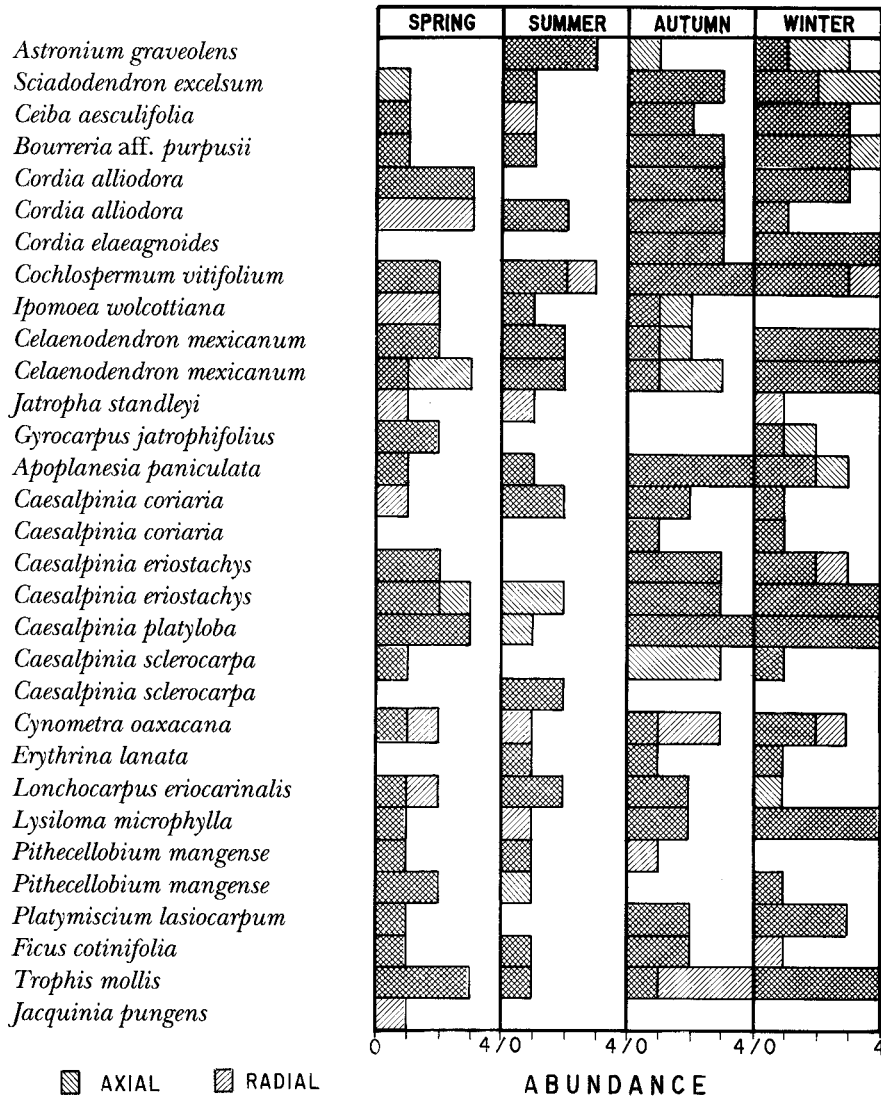 SPRING SUMMER AUTUMN WINTER
Astronium graveolens
Sciadodendron excelsum
Ceiba aesculifolia
Bourreria aff. purpusii
Cordia alliodora
Cordia alliodora
Cordia elaeagnoides
Cochlospermum vitifolium
Ipomoea wolcottiana
Celaenodendron mexicanum
Celaenodendron mexicanum
Jatropha standleyi
Gyrocarpus jatrophifolius
Apoplanesia paniculata
Caesalpinia coriaria
Caesalpinia coriaria
Caesalpinia eriostachys
Caesalpinia eriostachys
Caesalpinia platyloba
Caesalpinia sclerocarpa
Caesalpinia sclerocarpa
Cynometra oaxacana
Erythrina lanata
Lonchocarpus eriocarinalis
Lysiloma microphylla
Pithecellobium mangense
Pithecellobium mangense
Platymiscium lasiocarpum
Ficus cotinifolia
Trophis mollis
Jacquinia pungens
0 4/0 4/0 4/0 4
AXIAL RADIAL ABUNDANCE